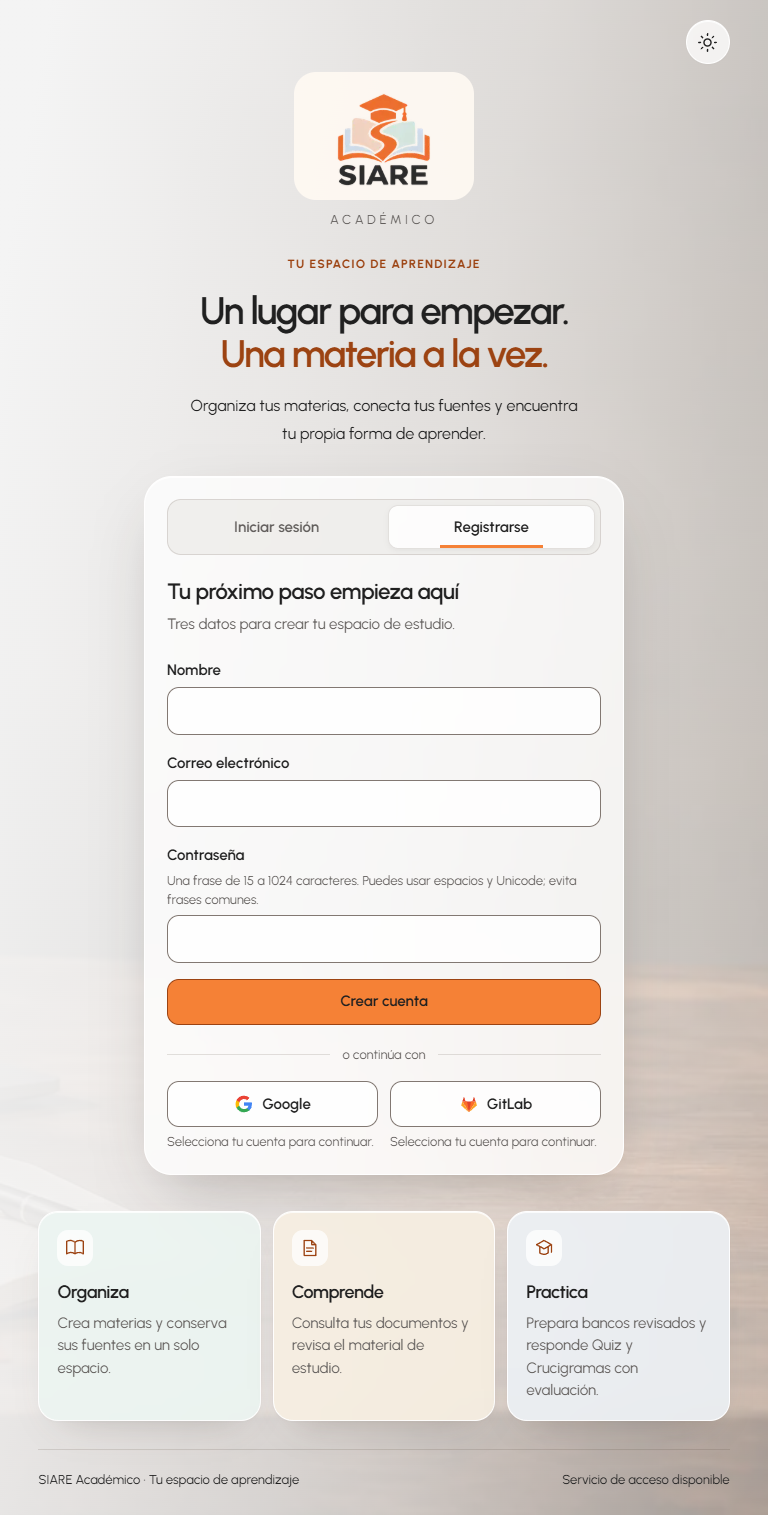 SIARE
ACADÉMICO
TU ESPACIO DE APRENDIZAJE
Un lugar para empezar.
Una materia a la vez.
Organiza tus materias, conecta tus fuentes y encuentra
tu propia forma de aprender.
Iniciar sesión
Registrarse
Tu próximo paso empieza aquí
Tres datos para crear tu espacio de estudio.
Nombre
Correo electrónico
Contraseña
Una frase de 15 a 1024 caracteres. Puedes usar espacios y Unicode; evita
frases comunes.
Crear cuenta
o continúa con
Google
GitLab
Selecciona tu cuenta para continuar.
Selecciona tu cuenta para continuar.
Organiza
Crea materias y conserva
sus fuentes en un solo
espacio.
Comprende
Consulta tus documentos y
revisa el material de
estudio.
Practica
Prepara bancos revisados y
responde Quiz y
Crucigramas con
evaluación.
SIARE Académico · Tu espacio de aprendizaje
Servicio de acceso disponible